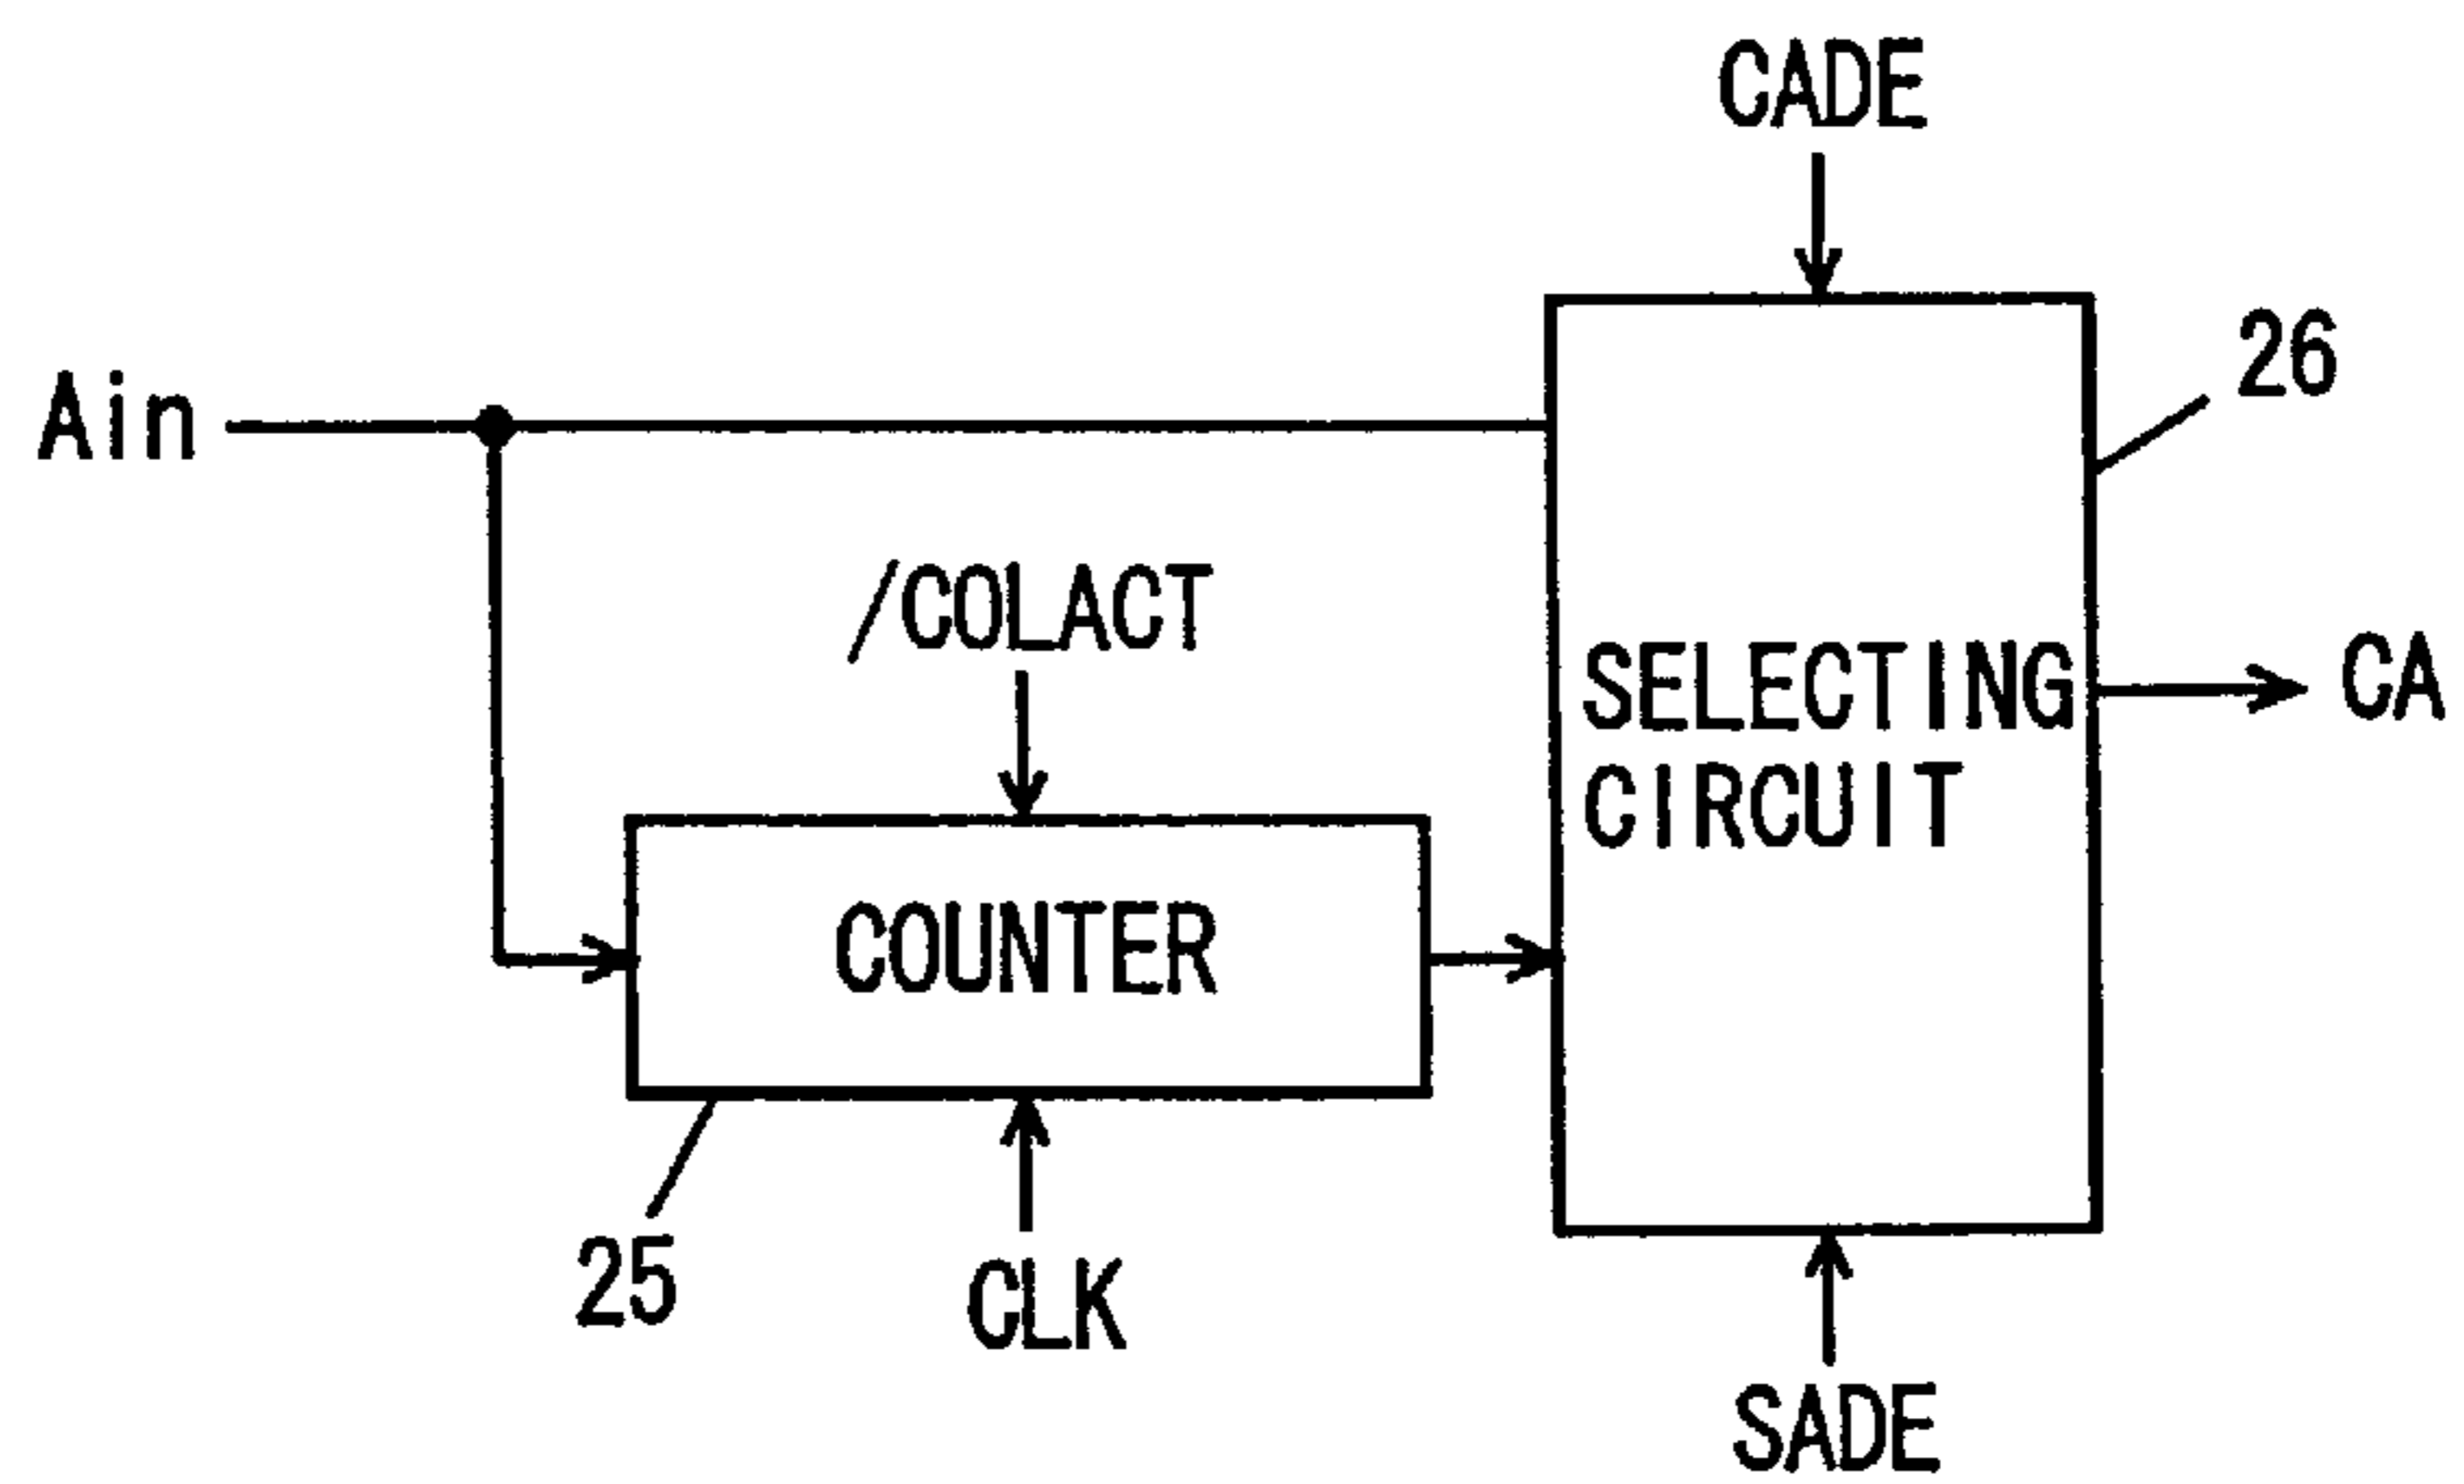 CADE
26
Ain
/COLACT
SELECTING
CIRCUIT
CA
COUNTER
25
CLK
SADE